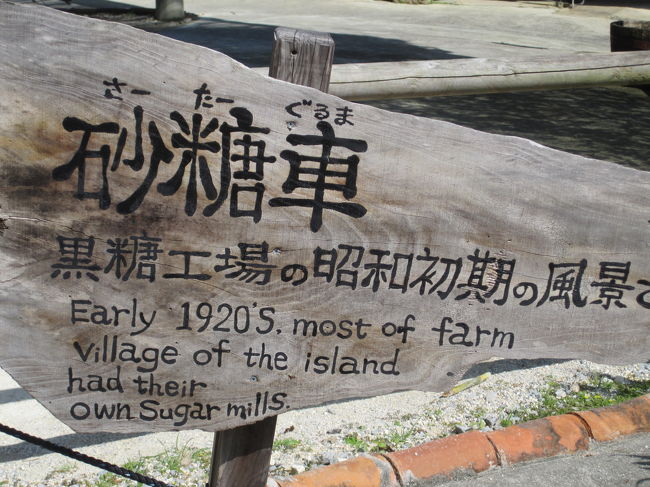 さー たー ぐるま
砂糖車
黒糖工場の昭和初期の風景
Early 1920'S. most of farm
village of the island
had their
own Sugar mills.